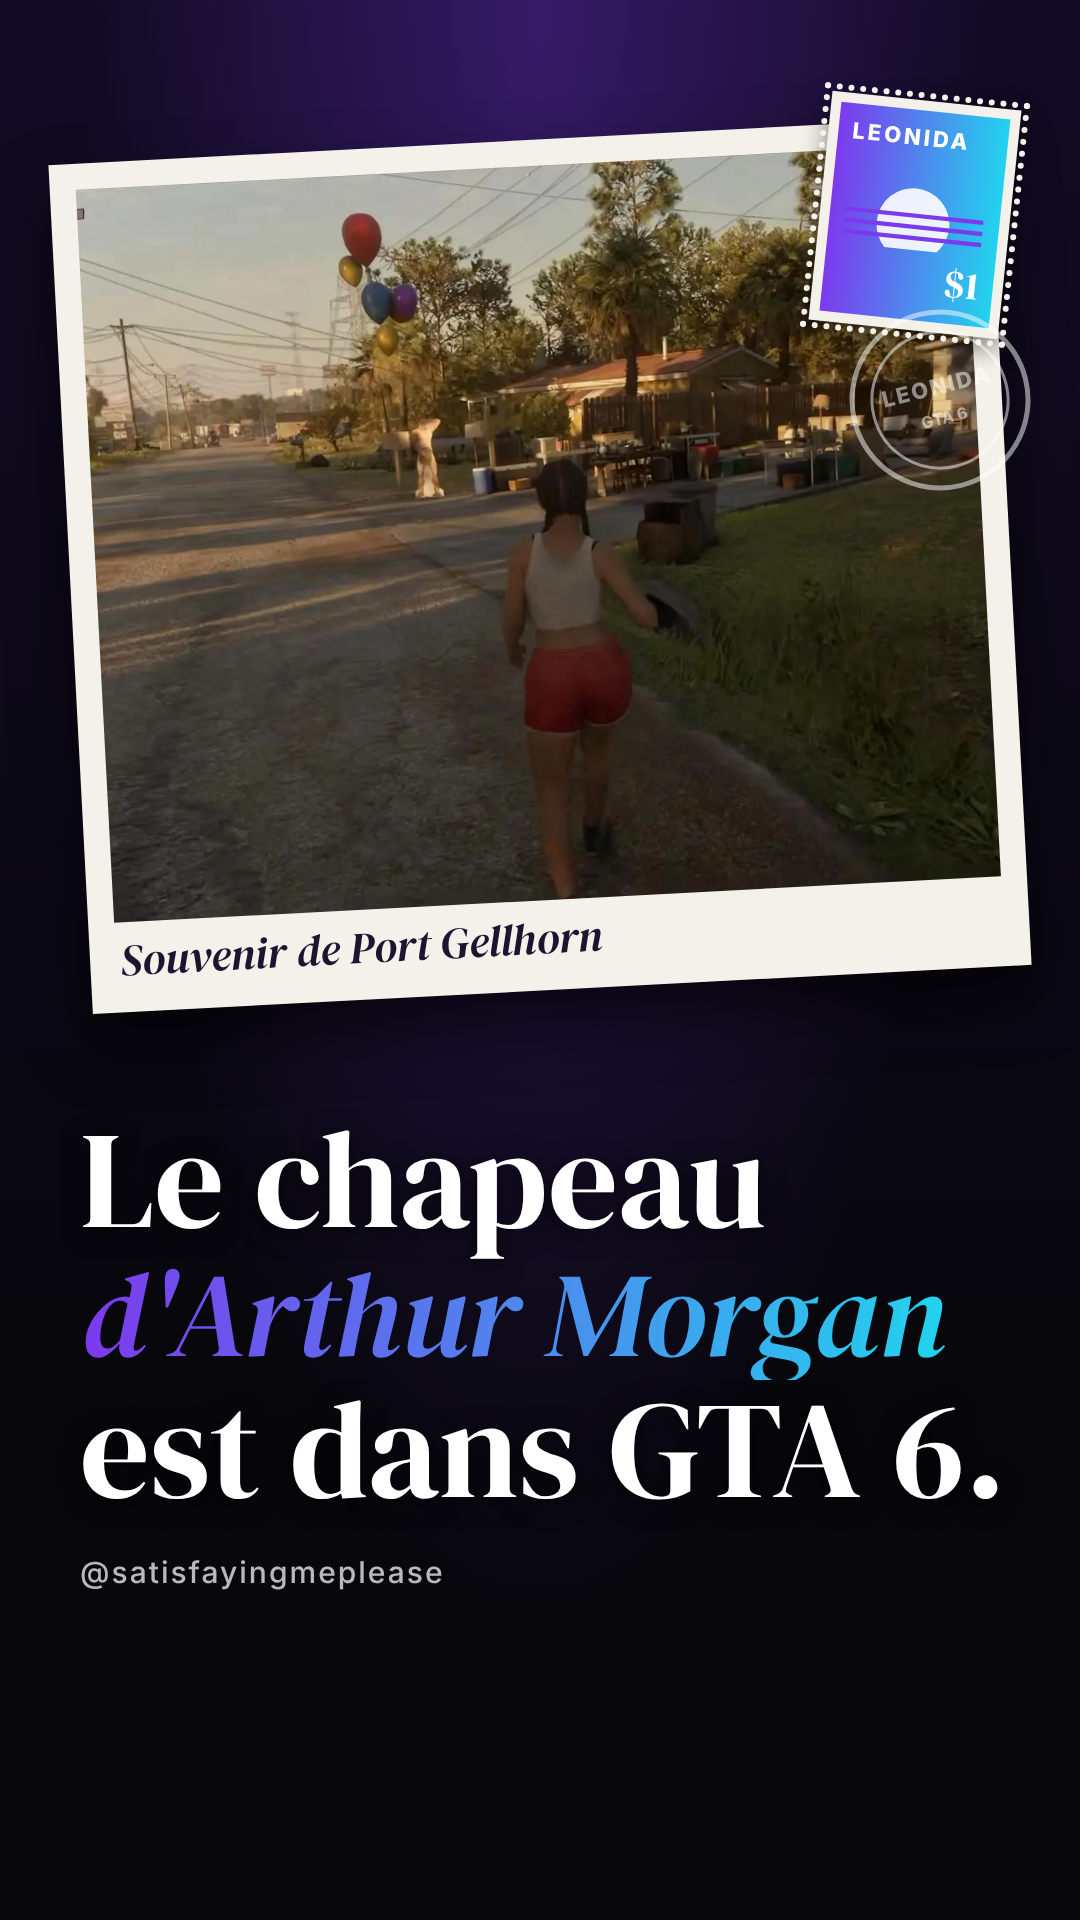 LEONIDA
$1
LEONIDA
GTA 6
Souvenir de Port Gellhorn
Le chapeau
d'Arthur Morgan
est dans GTA 6.
@satisfayingmeplease